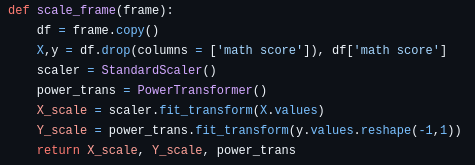 def scale_frame(frame):
    df = frame.copy()
    X,y = df.drop(columns = ['math score']), df['math score']
    scaler = StandardScaler()
    power_trans = PowerTransformer()
    X_scale = scaler.fit_transform(X.values)
    Y_scale = power_trans.fit_transform(y.values.reshape(-1,1))
    return X_scale, Y_scale, power_trans